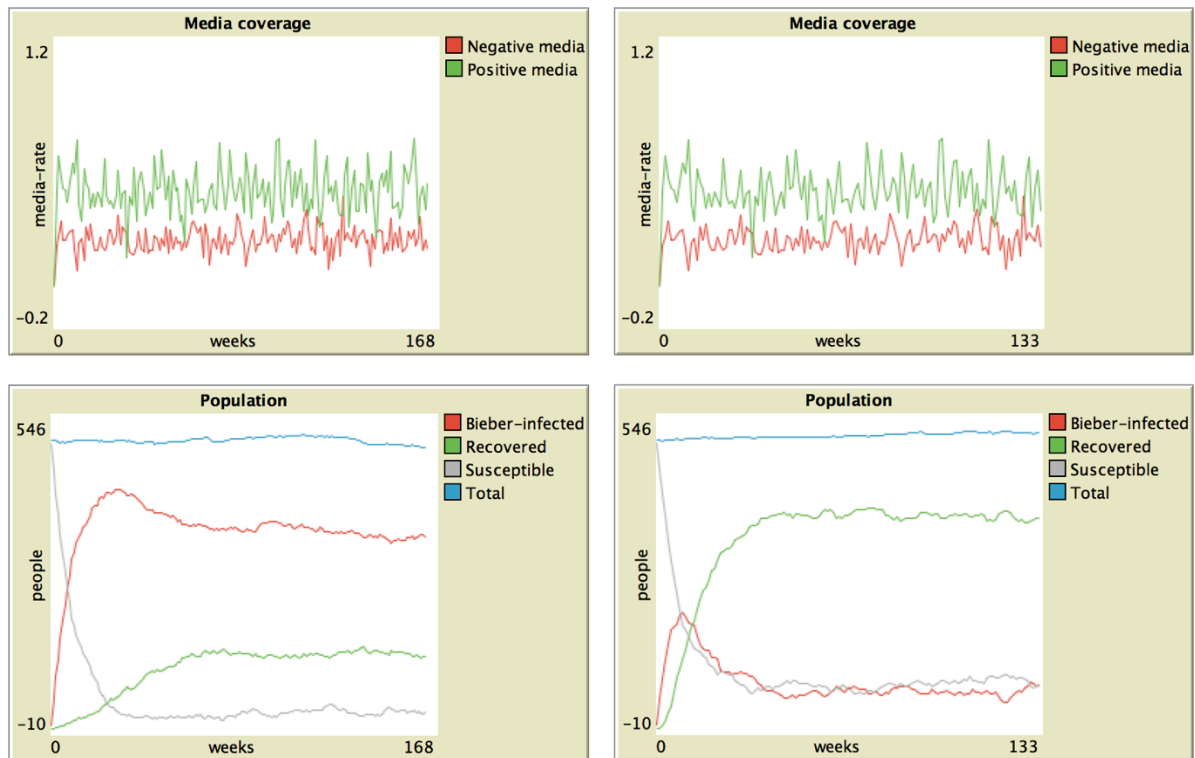 Media coverage
1.2
media-rate
-0.2
0
weeks
168
Negative media
Positive media
Media coverage
1.2
media-rate
-0.2
0
weeks
133
Negative media
Positive media
Population
546
people
-10
0
weeks
168
Bieber-infected
Recovered
Susceptible
Total
Population
546
people
-10
0
weeks
133
Bieber-infected
Recovered
Susceptible
Total